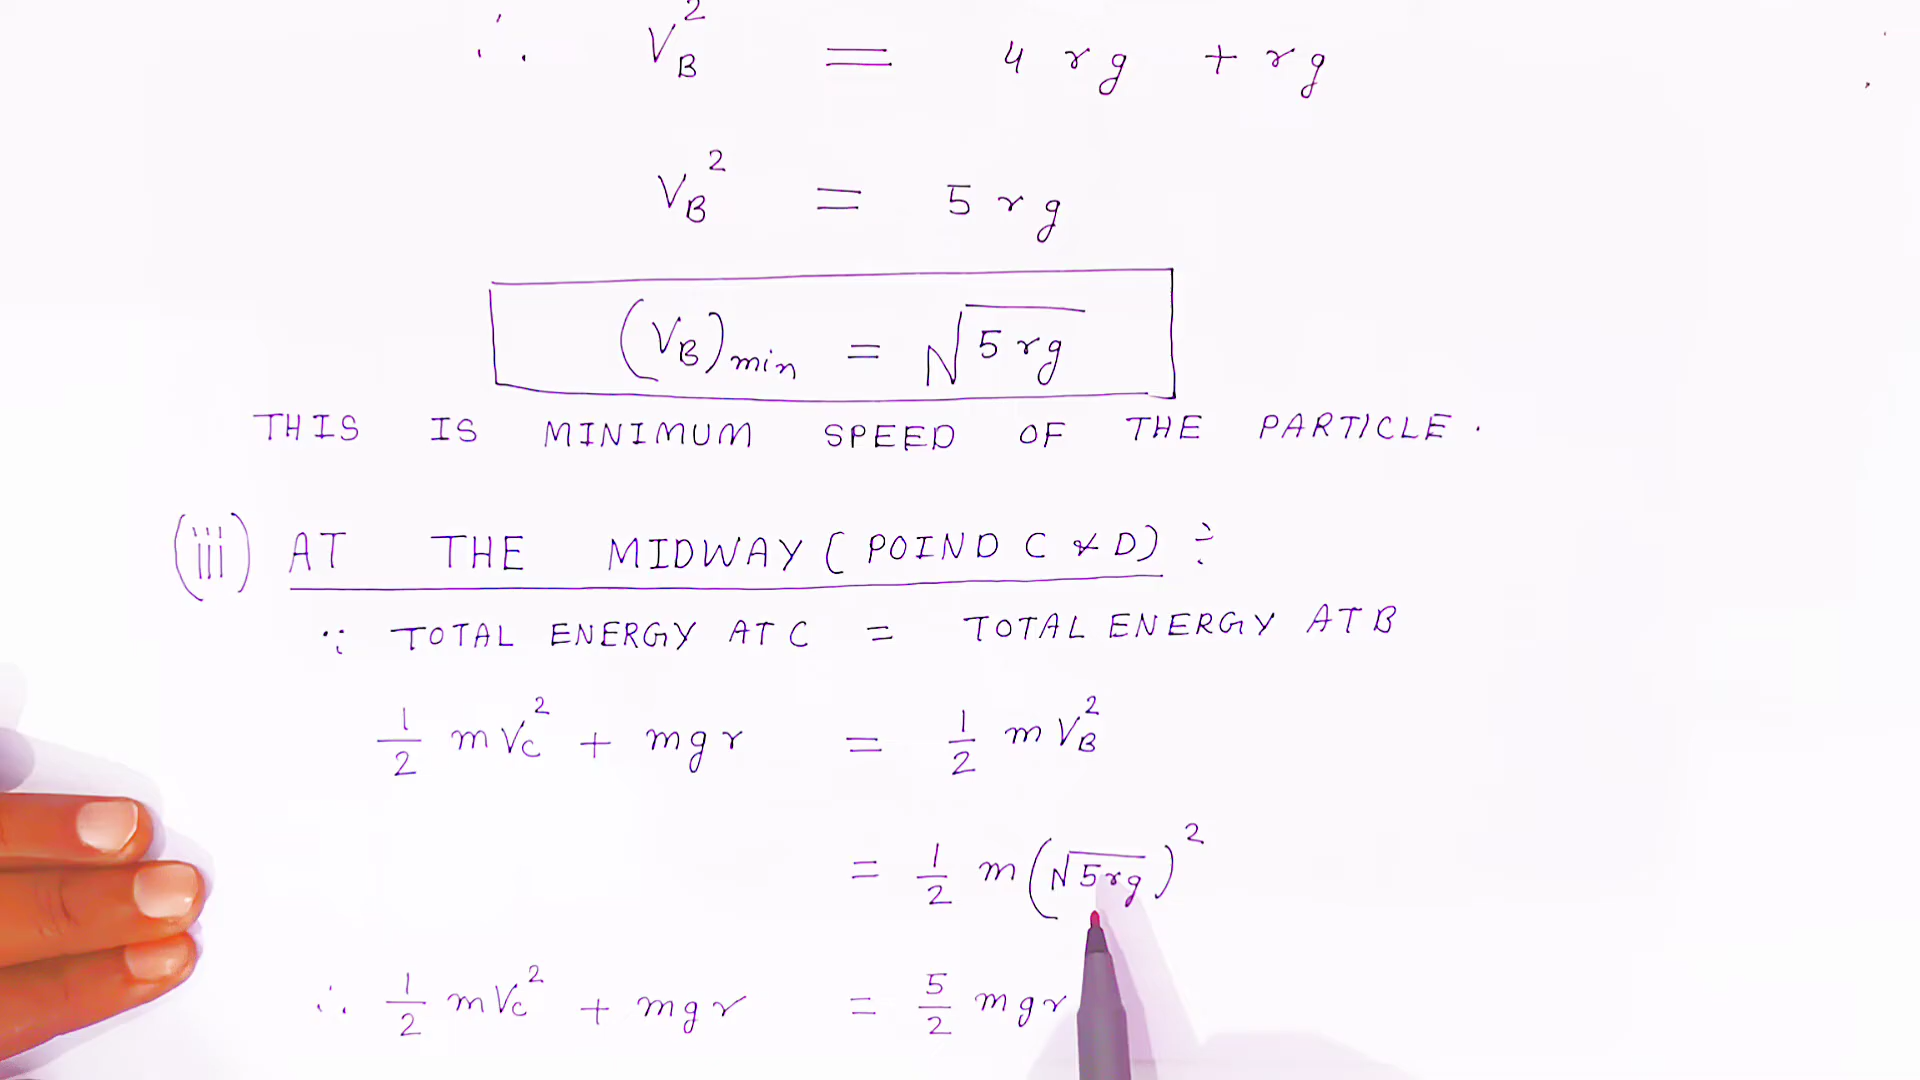 ∴ V_B² = 4 rg + rg
V_B² = 5 rg
(V_B)min = √5rg
THIS IS MINIMUM SPEED OF THE PARTICLE.
(iii) AT THE MIDWAY (POIND C & D) ÷
∵ TOTAL ENERGY AT C = TOTAL ENERGY AT B
1/2 mV_C² + mgr = 1/2 mV_B²
= 1/2 m(√5rg)²
∴ 1/2 mV_C² + mgr = 5/2 mgr